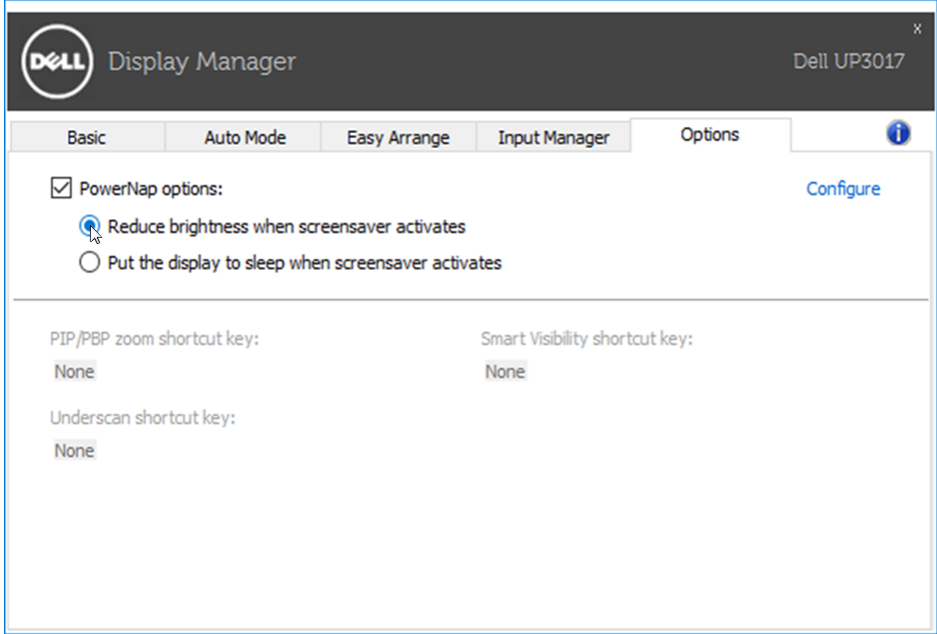 DELL Display Manager
x
Dell UP3017
Basic Auto Mode Easy Arrange Input Manager Options i
PowerNap options: Configure
Reduce brightness when screensaver activates
Put the display to sleep when screensaver activates
PIP/PBP zoom shortcut key: Smart Visibility shortcut key:
None None
Underscan shortcut key:
None